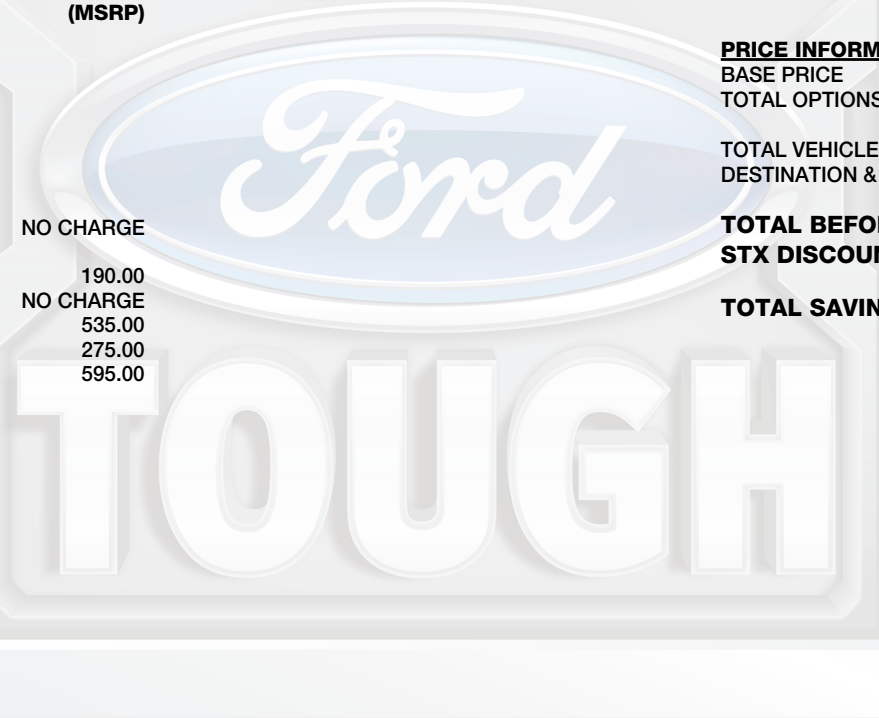 (MSRP)
NO CHARGE
190.00
NO CHARGE
535.00
275.00
595.00
PRICE INFORM
BASE PRICE
TOTAL OPTIONS
TOTAL VEHICLE
DESTINATION &
TOTAL BEFO
STX DISCOU
TOTAL SAVIN
Ford
TOUGH